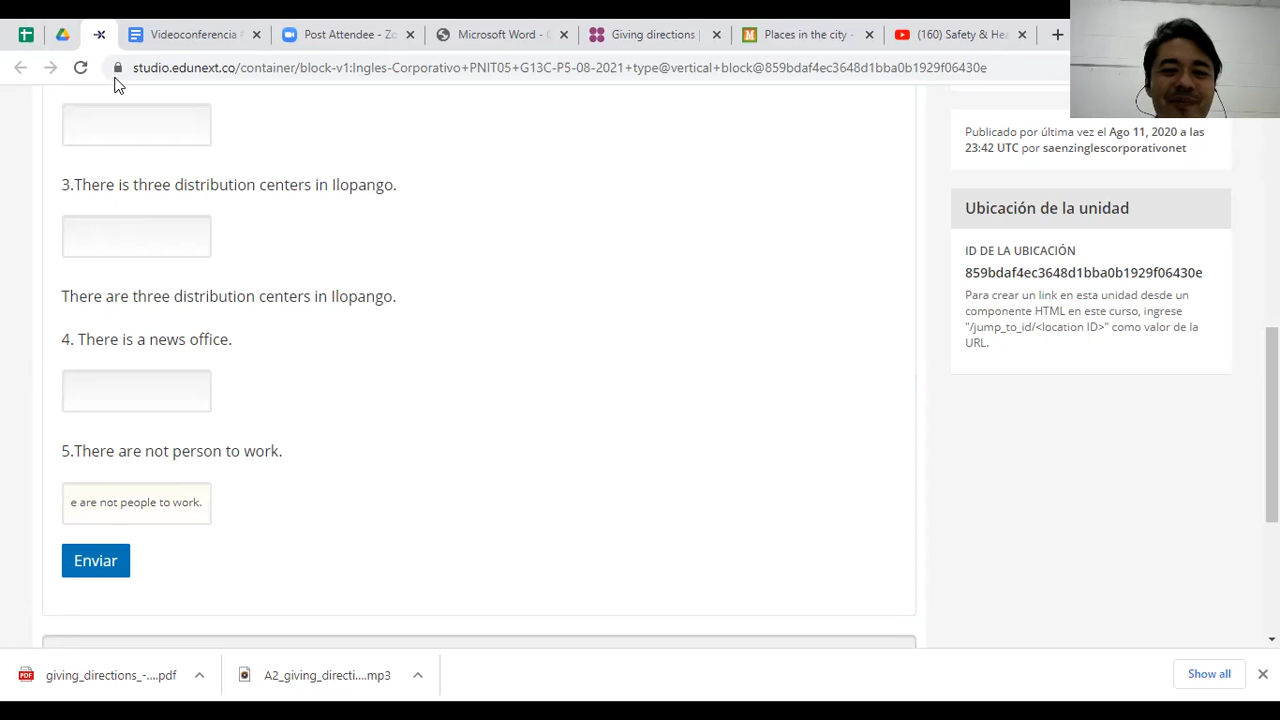 Videoconferencia
Post Attendee - Zo
Microsoft Word - G
Giving directions
Places in the city -
(160) Safety & He
studio.edunext.co/container/block-v1:Ingles-Corporativo+PNIT05+G13C-P5-08-2021+type@vertical+block@859bdaf4ec3648d1bba0b1929f06430e
3.There is three distribution centers in Ilopango.
There are three distribution centers in Ilopango.
4. There is a news office.
5.There are not person to work.
e are not people to work.
Enviar
Publicado por última vez el Ago 11, 2020 a las
23:42 UTC por saenzinglescorporativonet
Ubicación de la unidad
ID DE LA UBICACIÓN
859bdaf4ec3648d1bba0b1929f06430e
Para crear un link en esta unidad desde un
componente HTML en este curso, ingrese
"/jump_to_id/<location ID>" como valor de la
URL.
giving_directions_-....pdf
A2_giving_directi....mp3
Show all